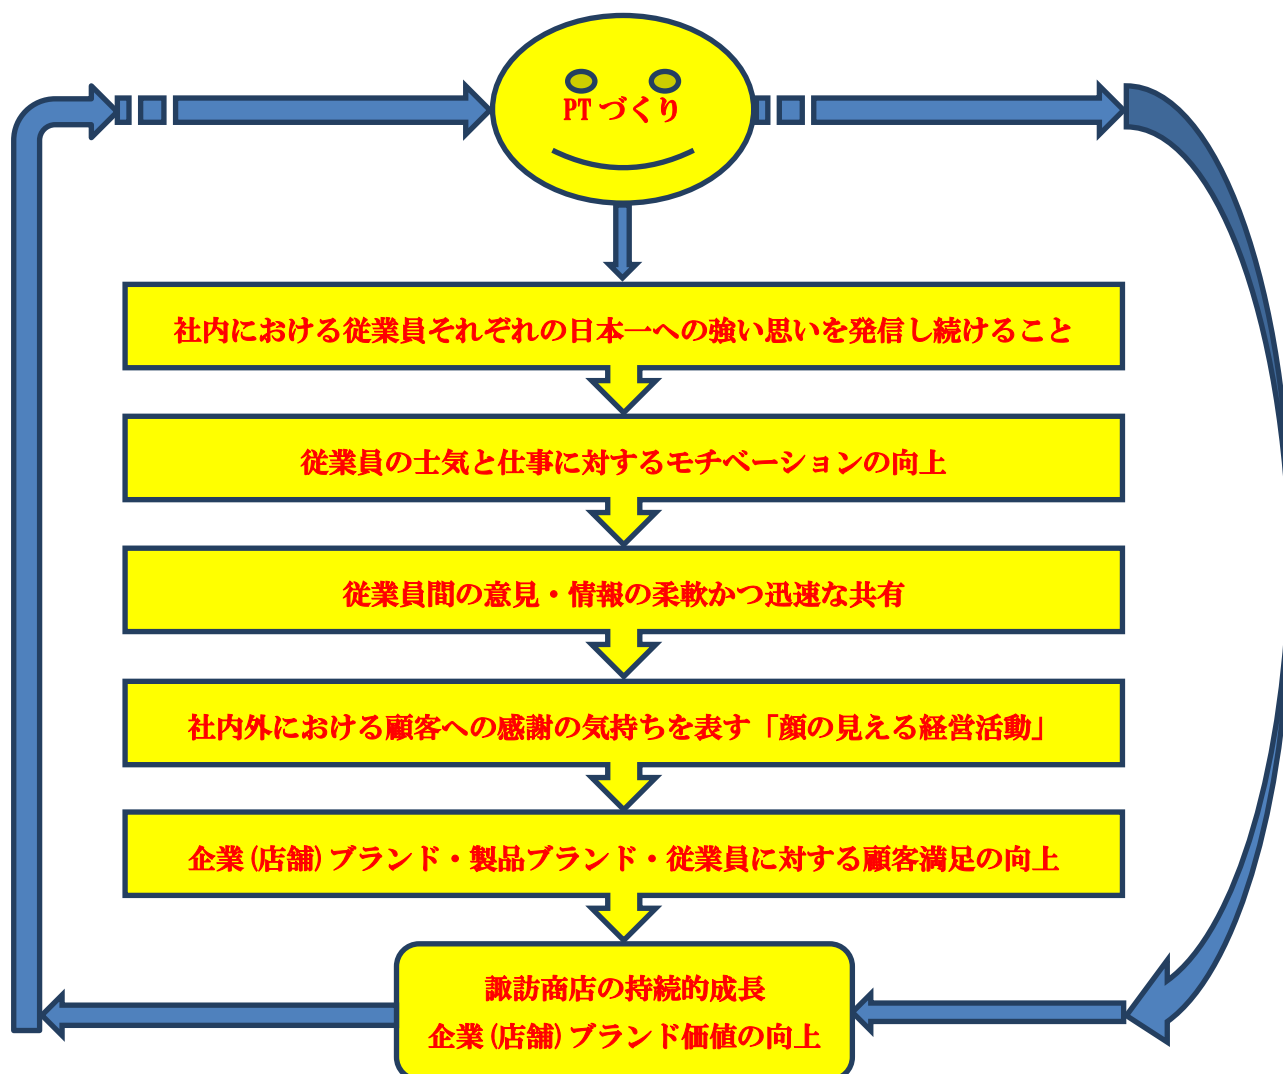 PTづくり
社内における従業員それぞれの日本一への強い思いを発信し続けること
従業員の士気と仕事に対するモチベーションの向上
従業員間の意見・情報の柔軟かつ迅速な共有
社内外における顧客への感謝の気持ちを表す「顔の見える経営活動」
企業(店舗)ブランド・製品ブランド・従業員に対する顧客満足の向上
諏訪商店の持続的成長
企業(店舗)ブランド価値の向上